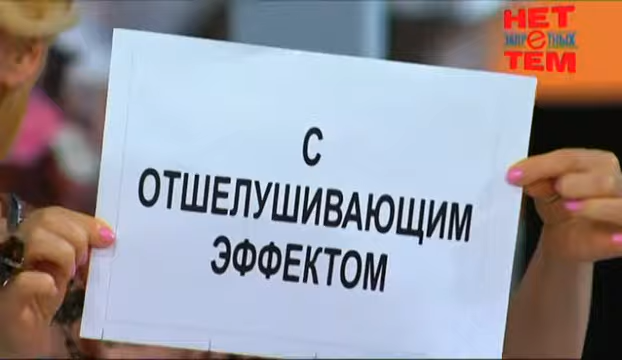 НЕТ
ЗАПРЕТНЫХ
ТЕМ
С
ОТШЕЛУШИВАЮЩИМ
ЭФФЕКТОМ